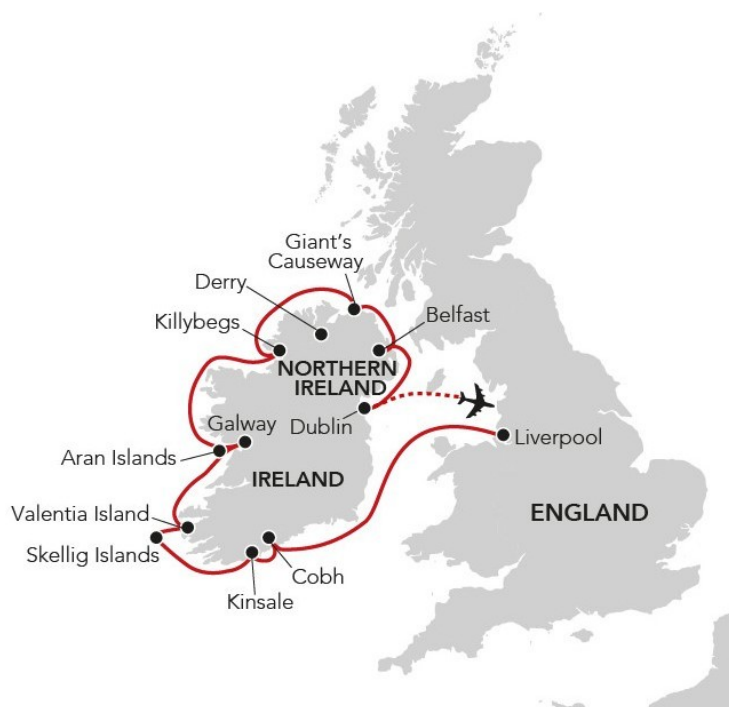 Giant's
Causeway
Derry
Killybegs
Belfast
NORTHERN
IRELAND
Dublin
Galway
Liverpool
Aran Islands
IRELAND
ENGLAND
Valentia Island
Skellig Islands
Cobh
Kinsale